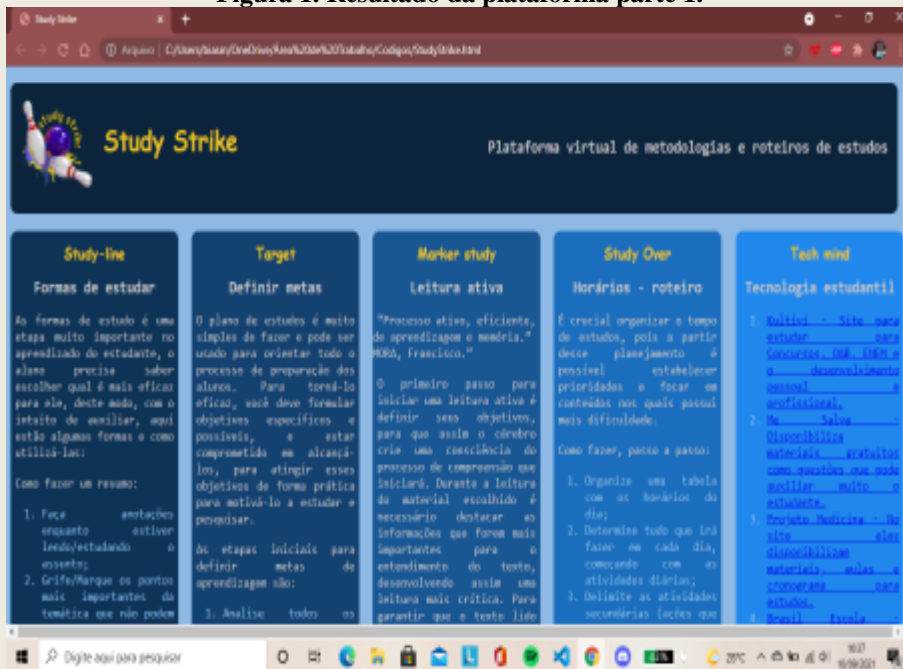 Figura 1. Resultado da plataforma parte 1.
Study Strike
Arquivo | C:/Users/biaun/OneDrive/Área%20de%20Trabalho/Codigos/StudyStrike.html
study strike
Study Strike
Plataforma virtual de metodologias e roteiros de estudos
Study-line
Formas de estudar
As formas de estudo é uma
etapa muito importante no
aprendizado do estudante, o
aluno precisa saber
escolher qual é mais eficaz
para ele, deste modo, com o
intuito de auxiliar, aqui
estão algumas formas e como
utilizá-las:
Como fazer um resumo:
1. Faça anotações
enquanto estiver
lendo/estudando o
assunto;
2. Grife/Marque os pontos
mais importantes da
temática que não podem
Target
Definir metas
O plano de estudos é muito
simples de fazer e pode ser
usado para orientar todo o
processo de preparação dos
alunos. Para torná-lo
eficaz, você deve formular
objetivos específicos e
possíveis, e estar
comprometido em alcançá-
los, para atingir esses
objetivos de forma prática
para motivá-lo a estudar e
pesquisar.
As etapas iniciais para
definir metas de
aprendizagem são:
1. Analise todos os
Marker study
Leitura ativa
"Processo ativo, eficiente,
de aprendizagem e memória."
MORA, Francisco."
O primeiro passo para
iniciar uma leitura ativa é
definir seus objetivos,
para que assim o cérebro
crie uma consciência do
processo de compreensão que
iniciará. Durante a leitura
do material escolhido é
necessário destacar as
informações que forem mais
importantes para o
entendimento do texto,
desenvolvendo assim uma
leitura mais crítica. Para
garantir que o texto lido
Study Over
Horários - roteiro
É crucial organizar o tempo
de estudos, pois a partir
desse planejamento é
possível estabelecer
prioridades e focar em
conteúdos nos quais possui
mais dificuldade.
Como fazer, passo a passo:
1. Organize uma tabela
com os horários do
dia;
2. Determine tudo que irá
fazer em cada dia,
começando com as
atividades diárias;
3. Delimite as atividades
secundárias (ações que
Tech mind
Tecnologia estudantil
1. Kultivi - Site para
estudar para
Concursos, OAB, ENEM e
o desenvolvimento
pessoal e
profissional.
2. Me Salva -
Disponibiliza
materiais gratuitos
como questões que pode
auxiliar muito o
estudante.
3. Projeto Medicina - No
site eles
disponibilizam
materiais, aulas e
cronograma para
estudos.
4. Brasil Escola -
Digite aqui para pesquisar
28°C
16:37
10/09/2021